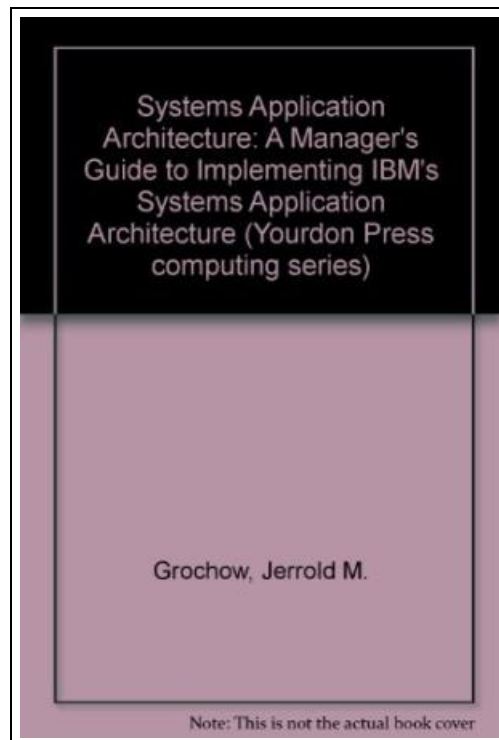 Systems Application
Architecture: A Manager's
Guide to Implementing IBM's
Systems Application
Architecture (Yourdon Press
computing series)
Grochow, Jerrold M.
Note: This is not the actual book cover